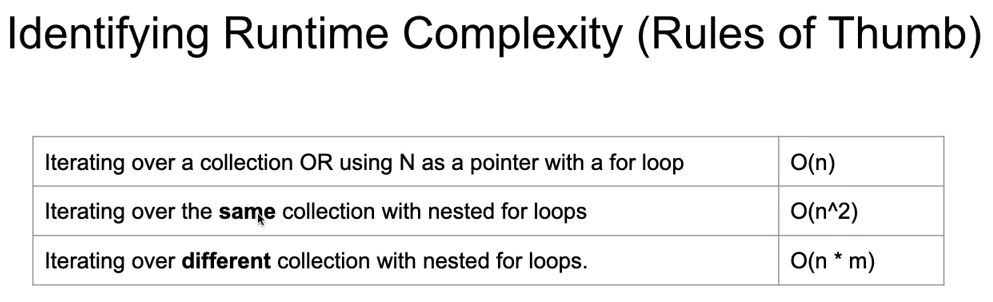 Identifying Runtime Complexity (Rules of Thumb)
Iterating over a collection OR using N as a pointer with a for loop O(n)
Iterating over the same collection with nested for loops O(n^2)
Iterating over different collection with nested for loops. O(n * m)